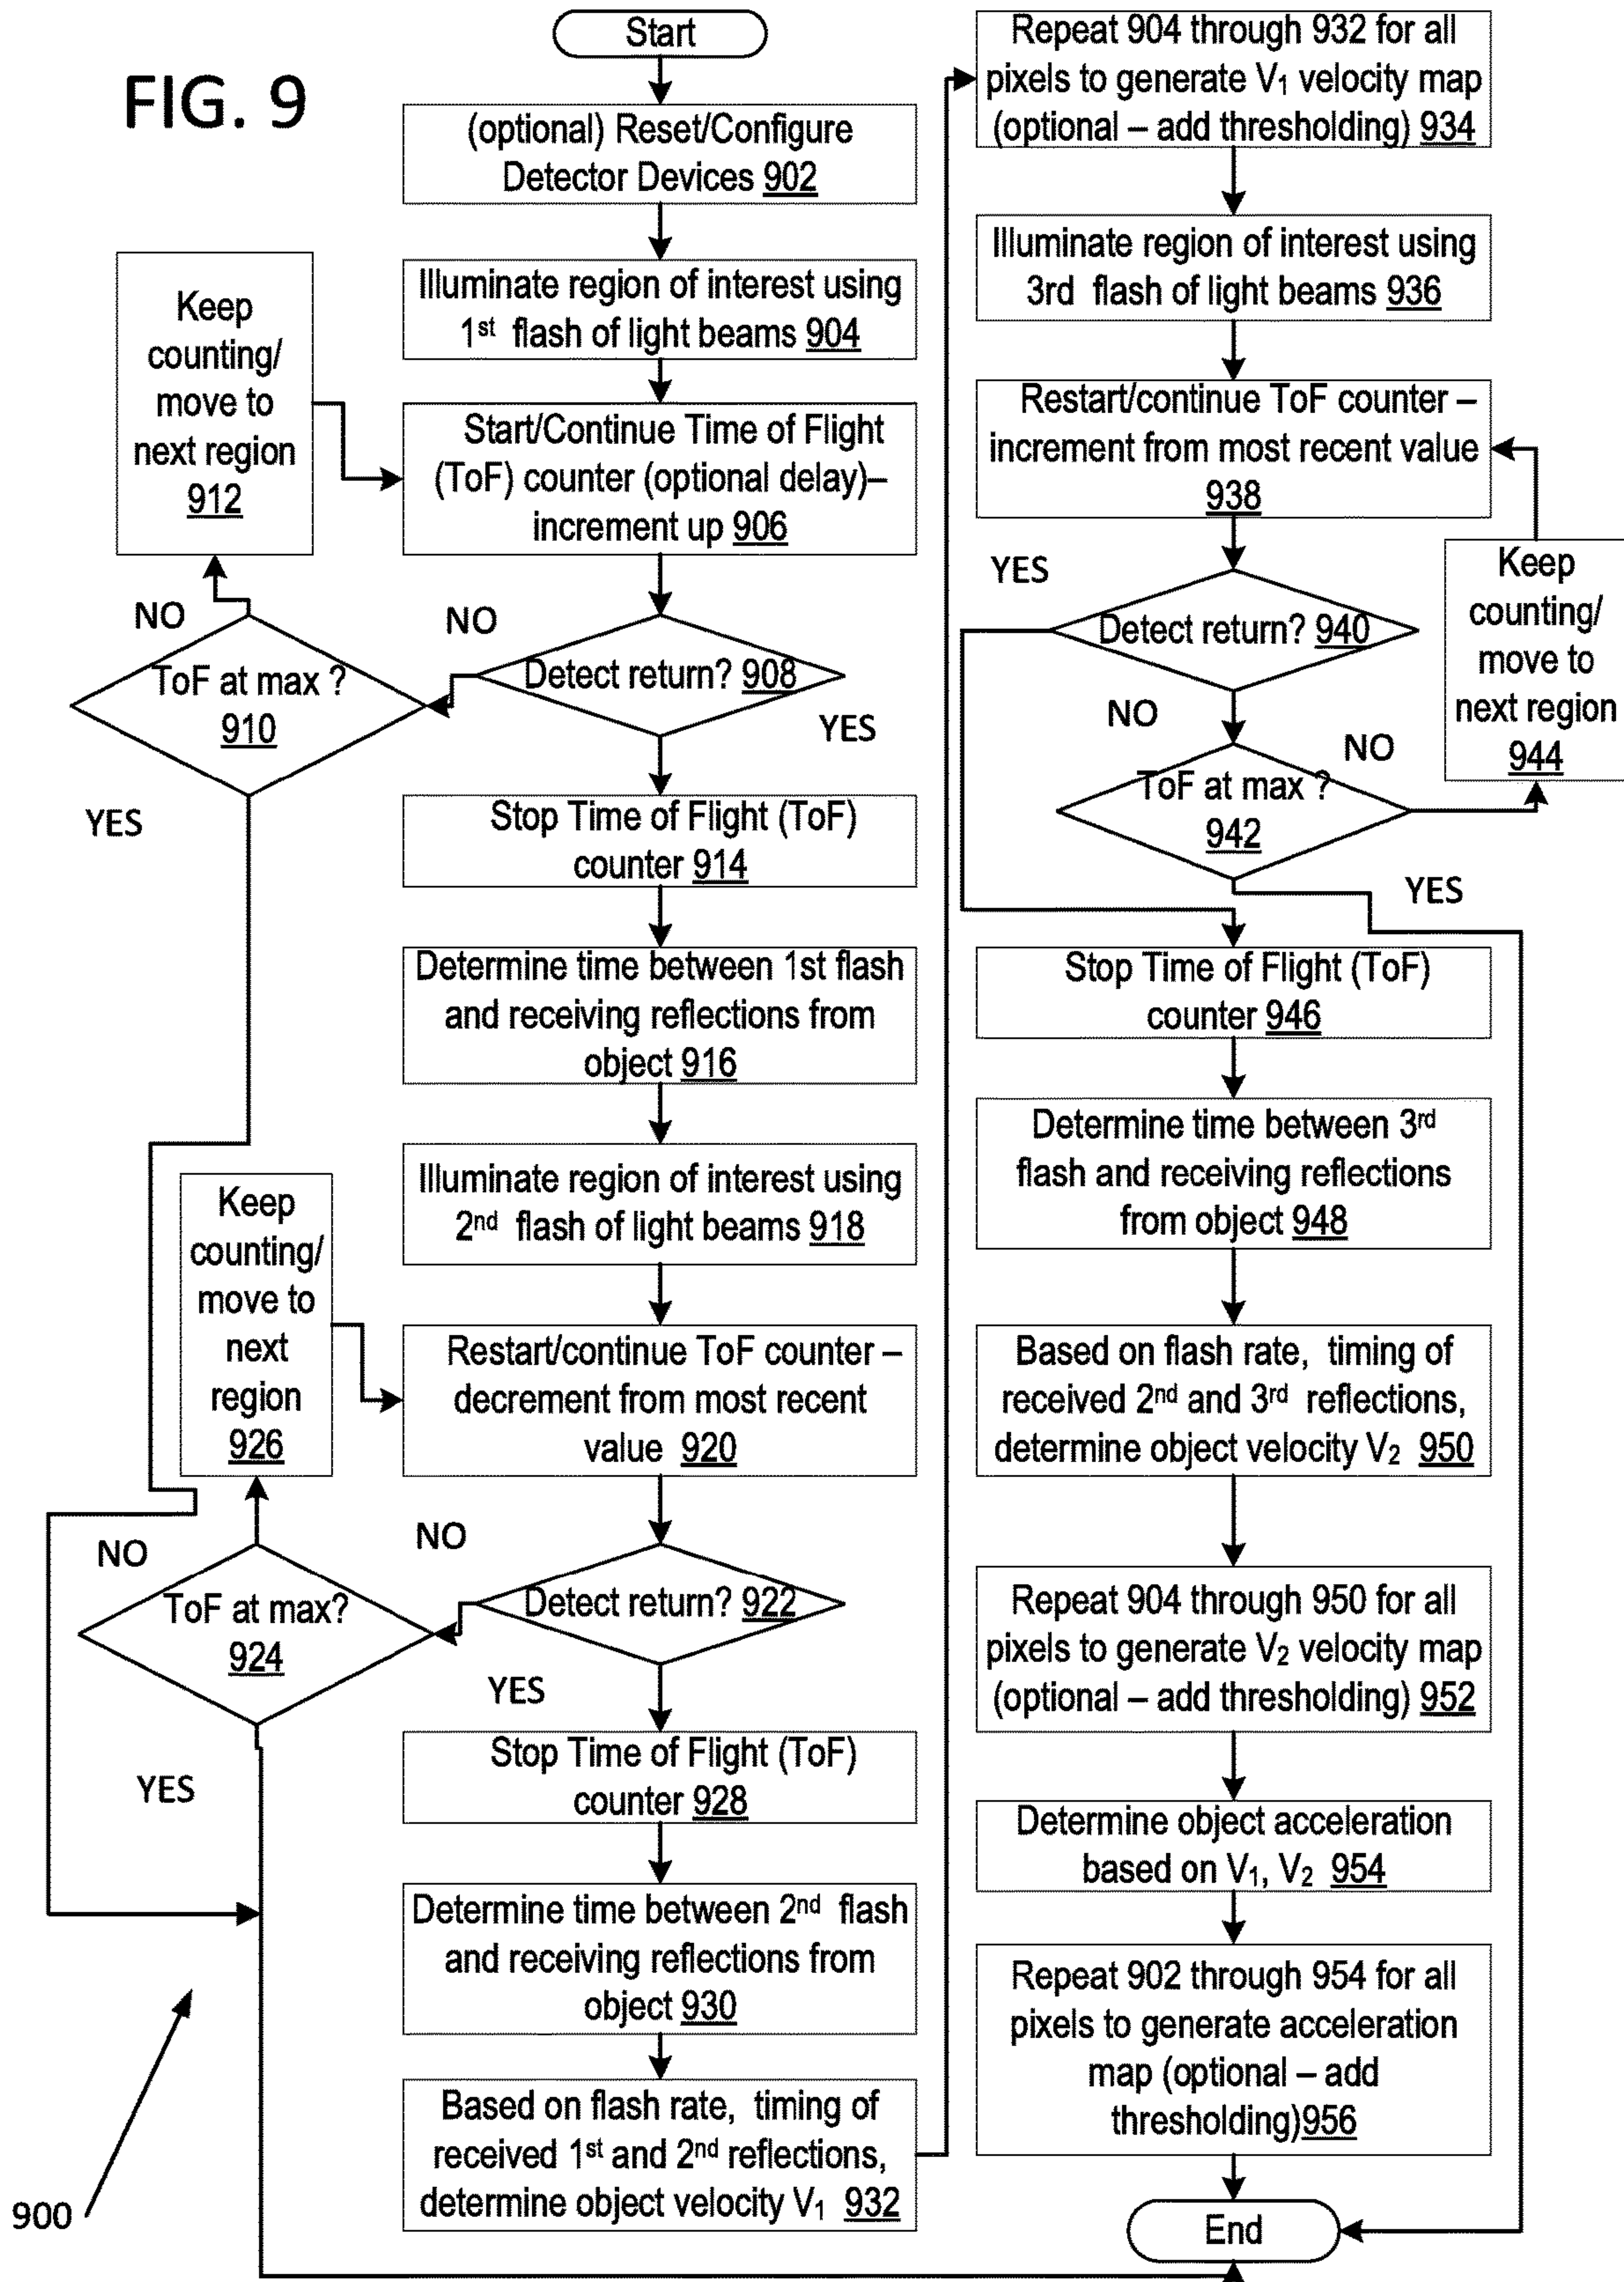 FIG. 9
Start
(optional) Reset/Configure
Detector Devices 902
Illuminate region of interest using
1st flash of light beams 904
Keep
counting/
move to
next region
912
Start/Continue Time of Flight
(ToF) counter (optional delay)–
increment up 906
NO
NO
ToF at max ?
910
Detect return? 908
YES
YES
Stop Time of Flight (ToF)
counter 914
Determine time between 1st flash
and receiving reflections from
object 916
Illuminate region of interest using
2nd flash of light beams 918
Keep
counting/
move to
next
region
926
Restart/continue ToF counter –
decrement from most recent
value 920
NO
NO
ToF at max?
924
Detect return? 922
YES
YES
Stop Time of Flight (ToF)
counter 928
Determine time between 2nd flash
and receiving reflections from
object 930
Based on flash rate, timing of
received 1st and 2nd reflections,
determine object velocity V1 932
900
Repeat 904 through 932 for all
pixels to generate V1 velocity map
(optional – add thresholding) 934
Illuminate region of interest using
3rd flash of light beams 936
Restart/continue ToF counter –
increment from most recent value
938
YES
Detect return? 940
Keep
counting/
move to
next region
944
NO
NO
ToF at max ?
942
YES
Stop Time of Flight (ToF)
counter 946
Determine time between 3rd
flash and receiving reflections
from object 948
Based on flash rate, timing of
received 2nd and 3rd reflections,
determine object velocity V2 950
Repeat 904 through 950 for all
pixels to generate V2 velocity map
(optional – add thresholding) 952
Determine object acceleration
based on V1, V2 954
Repeat 902 through 954 for all
pixels to generate acceleration
map (optional – add
thresholding)956
End